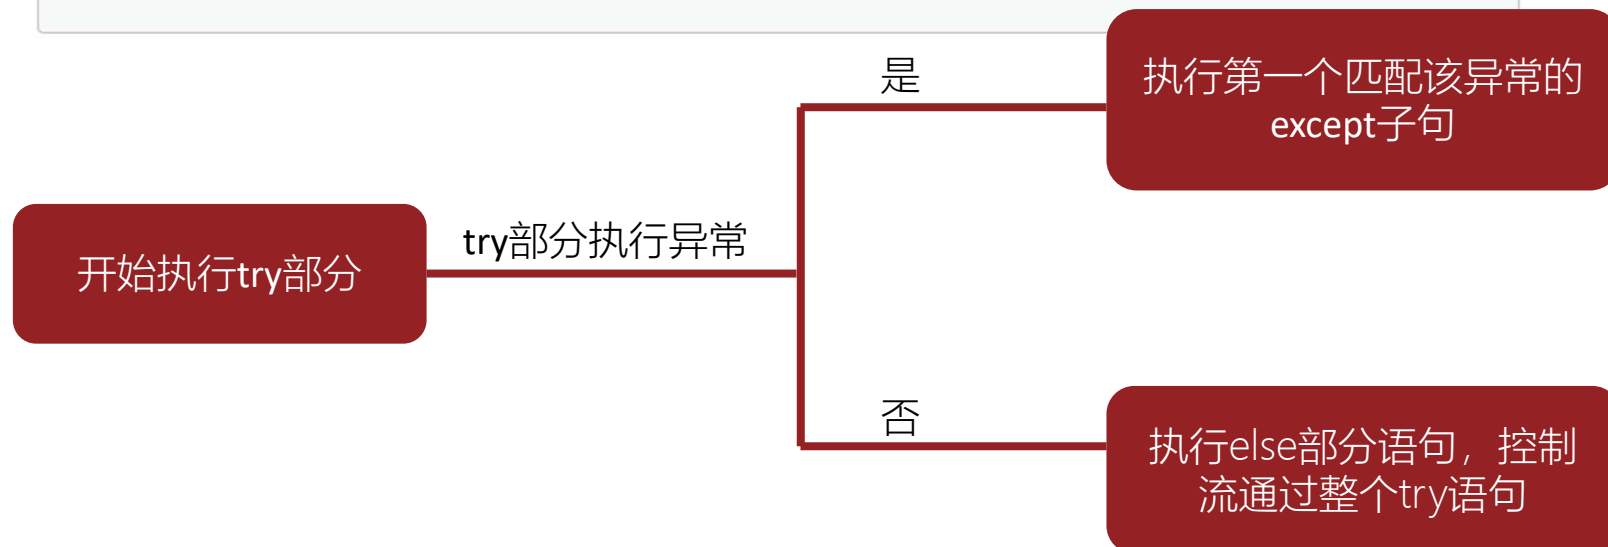 是
执行第一个匹配该异常的
except子句
try部分执行异常
开始执行try部分
否
执行else部分语句，控制
流通过整个try语句